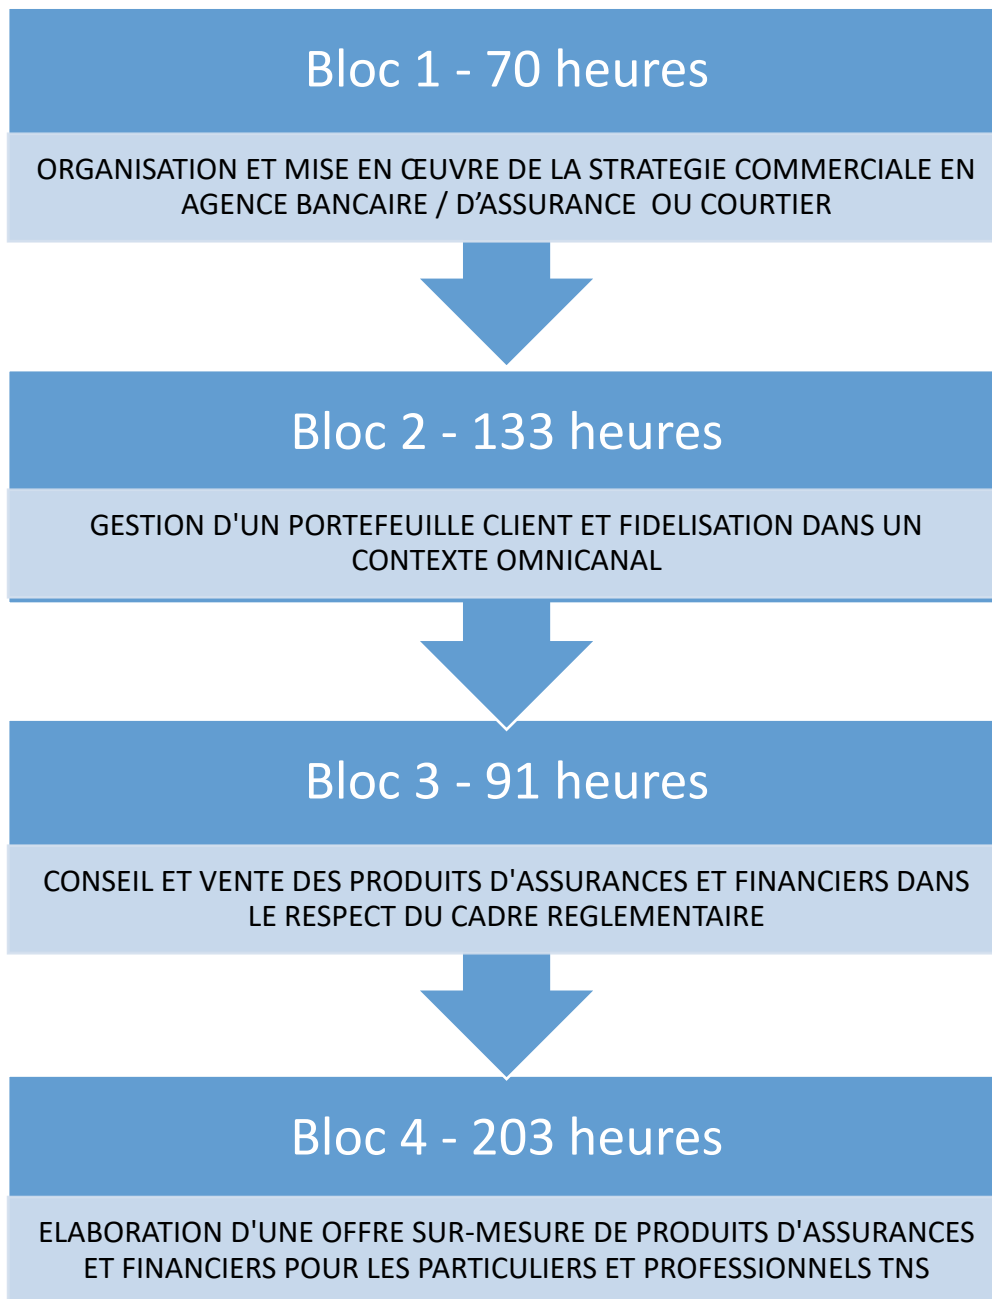 Bloc 1 - 70 heures
ORGANISATION ET MISE EN ŒUVRE DE LA STRATEGIE COMMERCIALE EN
AGENCE BANCAIRE / D’ASSURANCE OU COURTIER
Bloc 2 - 133 heures
GESTION D'UN PORTEFEUILLE CLIENT ET FIDELISATION DANS UN
CONTEXTE OMNICANAL
Bloc 3 - 91 heures
CONSEIL ET VENTE DES PRODUITS D'ASSURANCES ET FINANCIERS DANS
LE RESPECT DU CADRE REGLEMENTAIRE
Bloc 4 - 203 heures
ELABORATION D'UNE OFFRE SUR-MESURE DE PRODUITS D'ASSURANCES
ET FINANCIERS POUR LES PARTICULIERS ET PROFESSIONNELS TNS